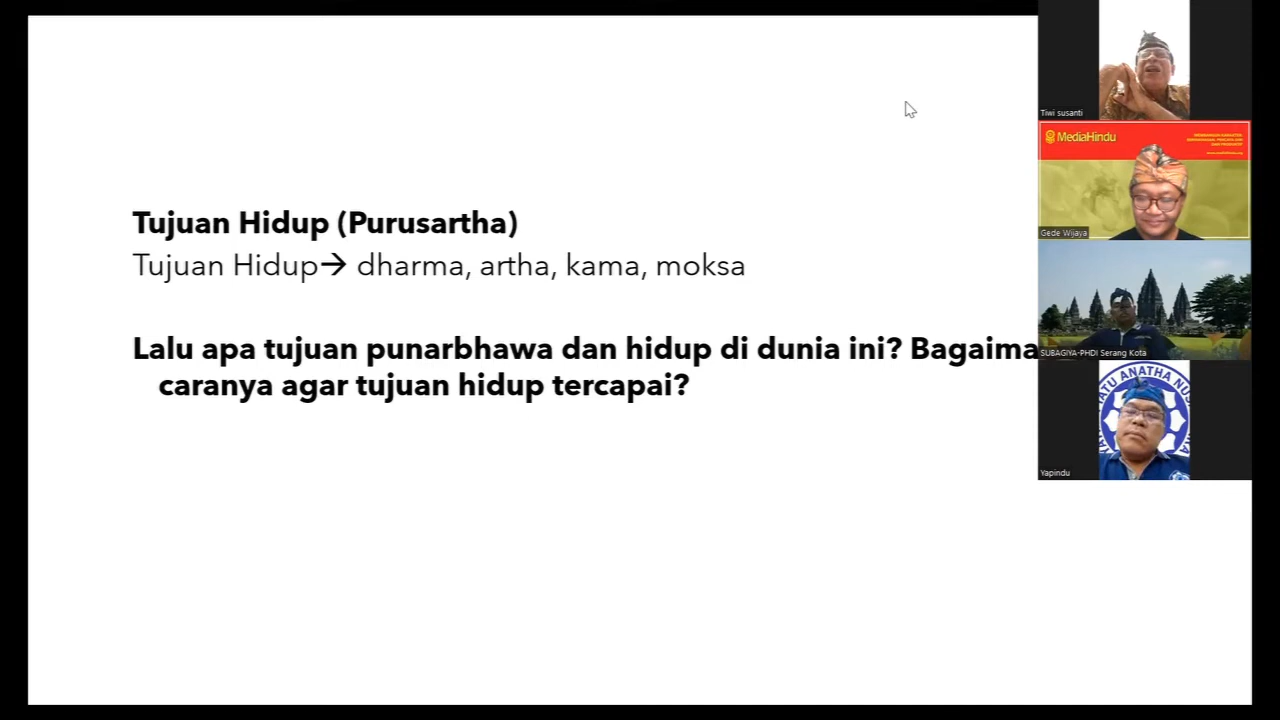 Tujuan Hidup (Purusartha)
Tujuan Hidup→ dharma, artha, kama, moksa
Lalu apa tujuan punarbhawa dan hidup di dunia ini? Bagaima
caranya agar tujuan hidup tercapai?
Tiwi susanti
MediaHindu
Gede Wijaya
SUBAGIYA-PHDI Serang Kota
Yapindu